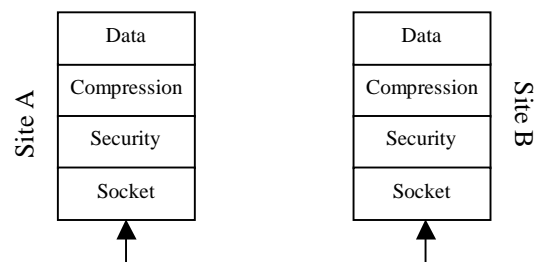 Site A
Data
Compression
Security
Socket
Data
Compression
Security
Socket
Site B